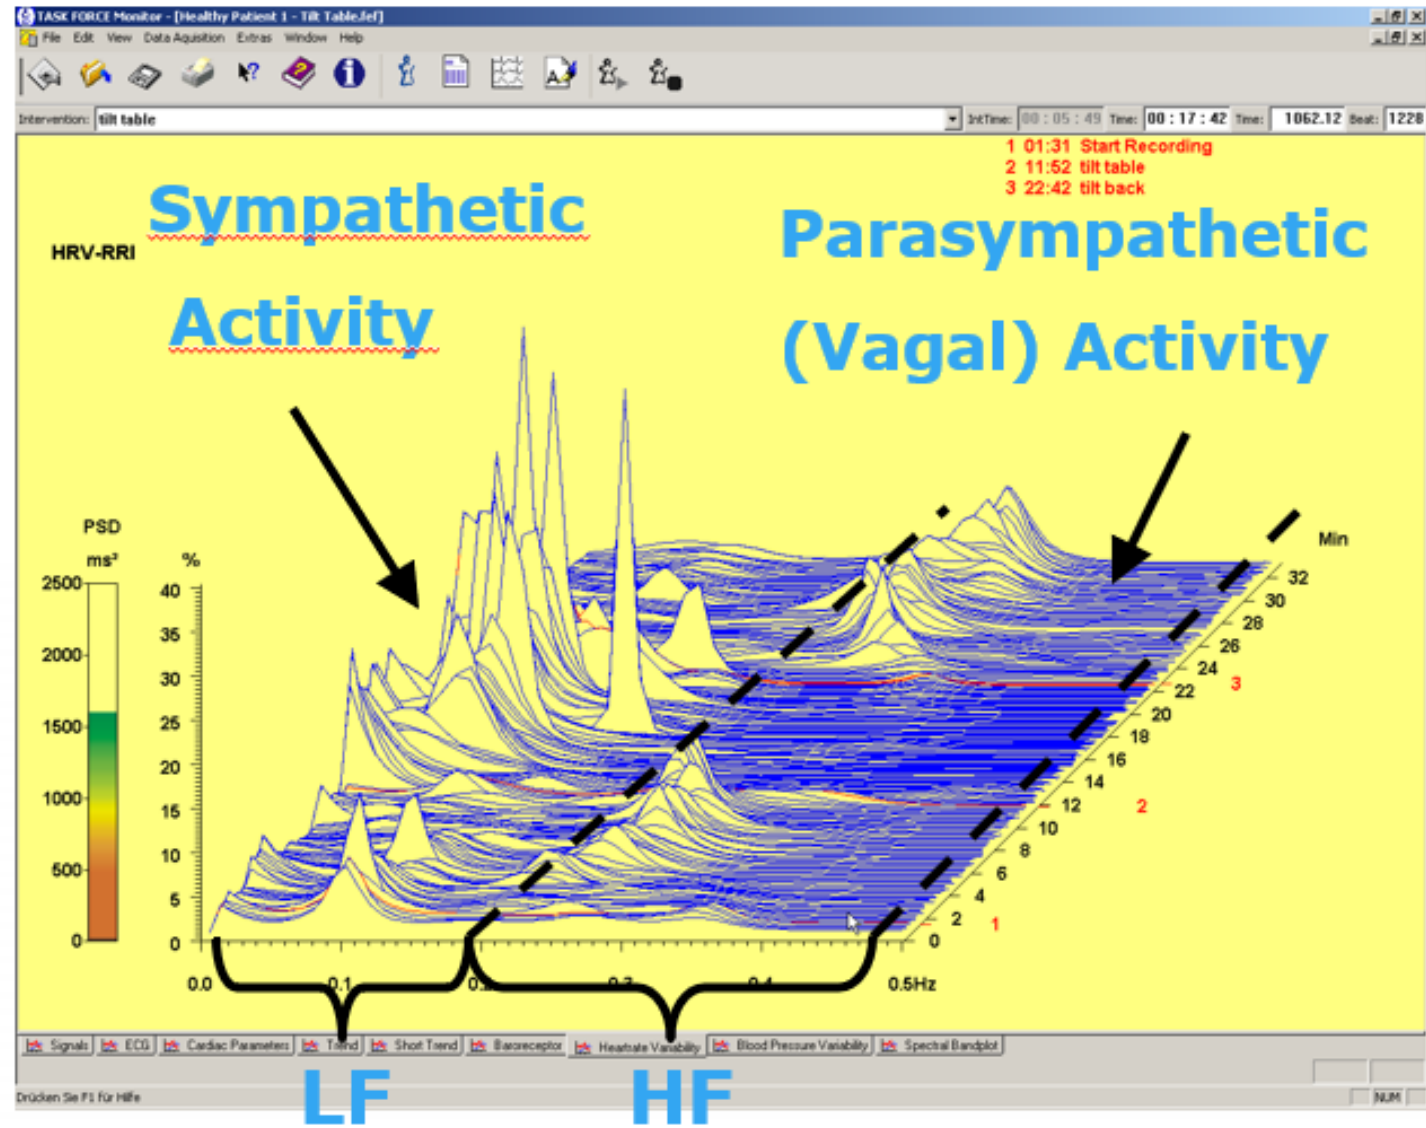 TASK FORCE Monitor - [Healthy Patient 1 - Tilt Table.fef]
File Edit View Data Aquisition Extras Window Help
Intervention: tilt table IntTime: 00 : 05 : 49 Time: 00 : 17 : 42 Time: 1062.12 Beat: 1228
1 01:31 Start Recording
2 11:52 tilt table
3 22:42 tilt back
Sympathetic
Activity
Parasympathetic
(Vagal) Activity
HRV-RRI
PSD
ms²
2500
2000
1500
1000
500
0
%
40
35
30
25
20
15
10
5
0
Min
32
30
28
26
24
22
20
18
16
14
12
10
8
6
4
2
0
3
2
1
0.0 0.1 0.2 0.3 0.4 0.5Hz
Signals ECG Cardiac Parameters Trend Short Trend Baroreceptor Heartrate Variability Blood Pressure Variability Spectral Bandplot
LF HF
Drücken Sie F1 für Hilfe NUM